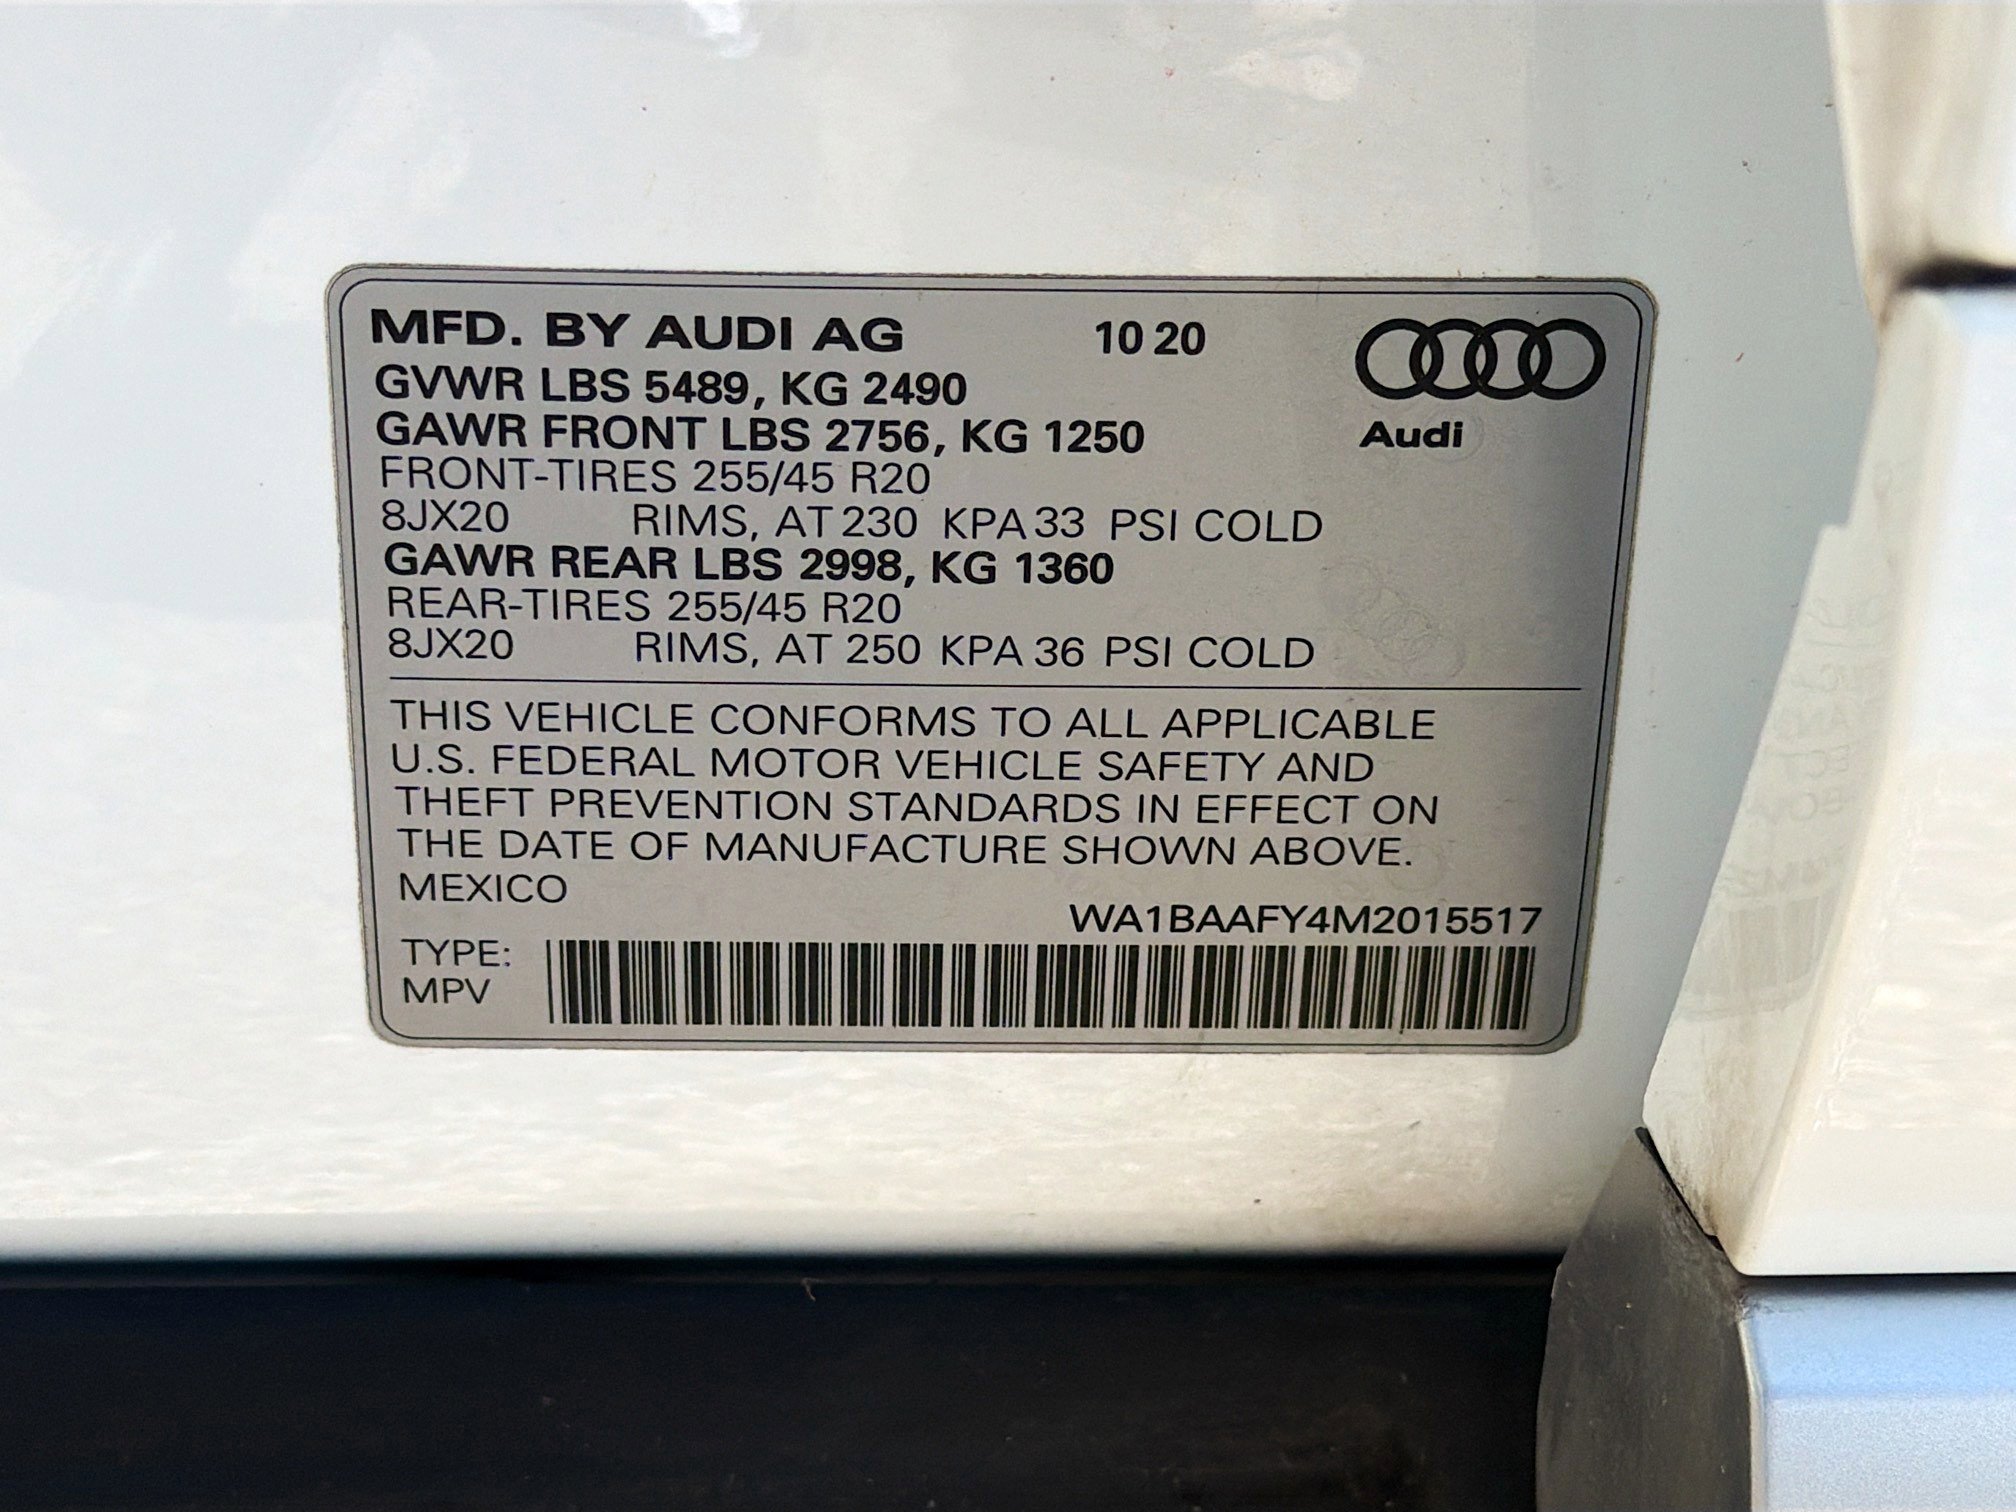 MFD. BY AUDI AG 10 20
GVWR LBS 5489, KG 2490
GAWR FRONT LBS 2756, KG 1250
Audi
FRONT-TIRES 255/45 R20
8JX20 RIMS, AT 230 KPA 33 PSI COLD
GAWR REAR LBS 2998, KG 1360
REAR-TIRES 255/45 R20
8JX20 RIMS, AT 250 KPA 36 PSI COLD
THIS VEHICLE CONFORMS TO ALL APPLICABLE
U.S. FEDERAL MOTOR VEHICLE SAFETY AND
THEFT PREVENTION STANDARDS IN EFFECT ON
THE DATE OF MANUFACTURE SHOWN ABOVE.
MEXICO
WA1BAAFY4M2015517
TYPE:
MPV